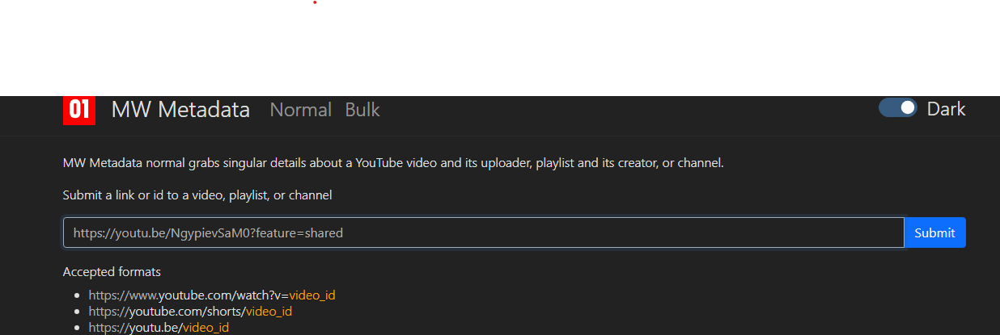 01 MW Metadata Normal Bulk Dark
MW Metadata normal grabs singular details about a YouTube video and its uploader, playlist and its creator, or channel.
Submit a link or id to a video, playlist, or channel
https://youtu.be/NgypievSaM0?feature=shared Submit
Accepted formats
https://www.youtube.com/watch?v=video_id
https://youtube.com/shorts/video_id
https://youtu.be/video_id